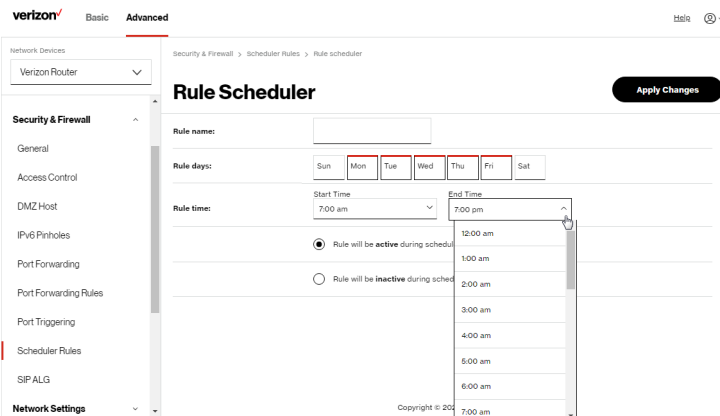 verizon✓ Basic Advanced Help
Network Devices
Verizon Router
Security & Firewall
General
Access Control
DMZ Host
IPv6 Pinholes
Port Forwarding
Port Forwarding Rules
Port Triggering
Scheduler Rules
SIP ALG
Network Settings
Security & Firewall > Scheduler Rules > Rule scheduler
Rule Scheduler
Apply Changes
Rule name:
Rule days: Sun Mon Tue Wed Thu Fri Sat
Start Time End Time
Rule time: 7:00 am 7:00 pm
Rule will be active during schedul
Rule will be inactive during sched
12:00 am
1:00 am
2:00 am
3:00 am
4:00 am
5:00 am
6:00 am
7:00 am
Copyright © 202